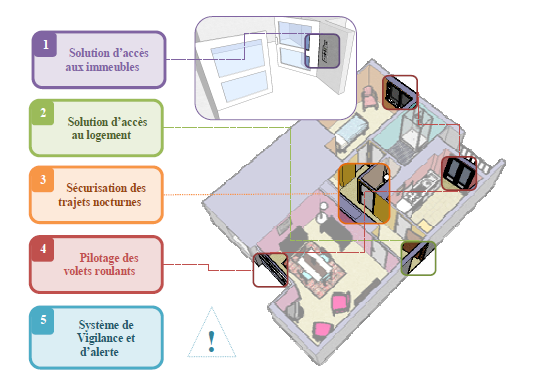 1
Solution d'accès
aux immeubles
2
Solution d'accès
au logement
3
Sécurisation des
trajets nocturnes
4
Pilotage des
volets roulants
5
Système de
Vigilance et
d'alerte
!